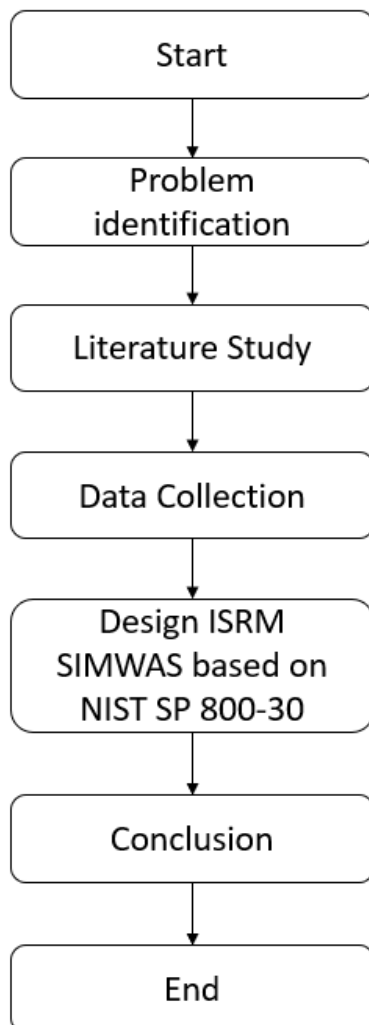 Start
Problem
identification
Literature Study
Data Collection
Design ISRM
SIMWAS based on
NIST SP 800-30
Conclusion
End